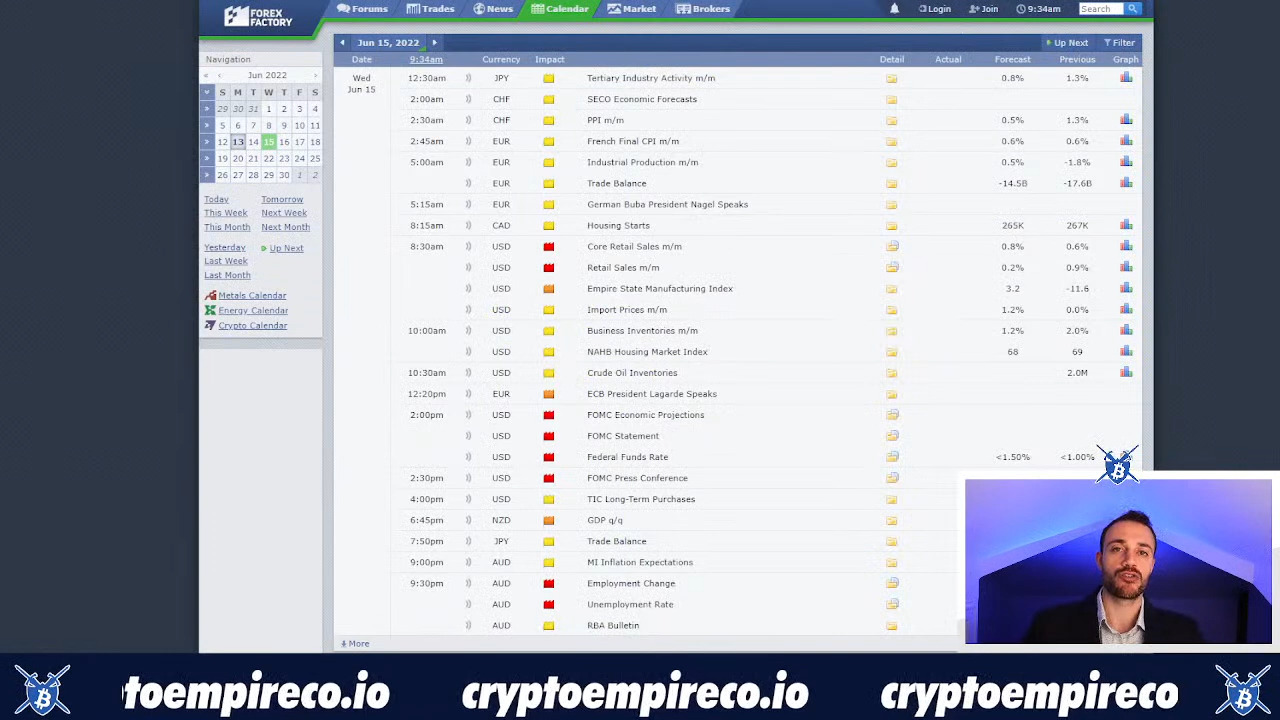 FOREX
FACTORY
Forums
Trades
News
Calendar
Market
Brokers
Login
Join
9:34am
Search
Navigation
« ‹ Jun 2022 ›
S M T W T F S
29 30 31 1 2 3 4
5 6 7 8 9 10 11
12 13 14 15 16 17 18
19 20 21 22 23 24 25
26 27 28 29 30 1 2
Today Tomorrow
This Week Next Week
This Month Next Month
Yesterday Up Next
Last Week
Last Month
Metals Calendar
Energy Calendar
Crypto Calendar
Jun 15, 2022
Up Next
Filter
Date 9:34am Currency Impact Detail Actual Forecast Previous Graph
Wed
Jun 15
12:30am JPY Tertiary Industry Activity m/m 0.8% 1.3%
2:00am CHF SECO Economic Forecasts
2:30am CHF PPI m/m 0.5% 1.3%
2:45am EUR French Final CPI m/m 0.6% 0.6%
5:00am EUR Industrial Production m/m 0.5% -1.8%
EUR Trade Balance -14.5B -17.6B
5:15am EUR German Buba President Nagel Speaks
8:15am CAD Housing Starts 265K 267K
8:30am USD Core Retail Sales m/m 0.8% 0.6%
USD Retail Sales m/m 0.2% 0.9%
USD Empire State Manufacturing Index 3.2 -11.6
USD Import Prices m/m 1.2% 0.0%
10:00am USD Business Inventories m/m 1.2% 2.0%
USD NAHB Housing Market Index 68 69
10:30am USD Crude Oil Inventories 2.0M
12:20pm EUR ECB President Lagarde Speaks
2:00pm USD FOMC Economic Projections
USD FOMC Statement
USD Federal Funds Rate <1.50% <1.00%
2:30pm USD FOMC Press Conference
4:00pm USD TIC Long-Term Purchases
6:45pm NZD GDP q/q
7:50pm JPY Trade Balance
9:00pm AUD MI Inflation Expectations
9:30pm AUD Employment Change
AUD Unemployment Rate
AUD RBA Bulletin
More
toempireco.io cryptoempireco.io cryptoempireco